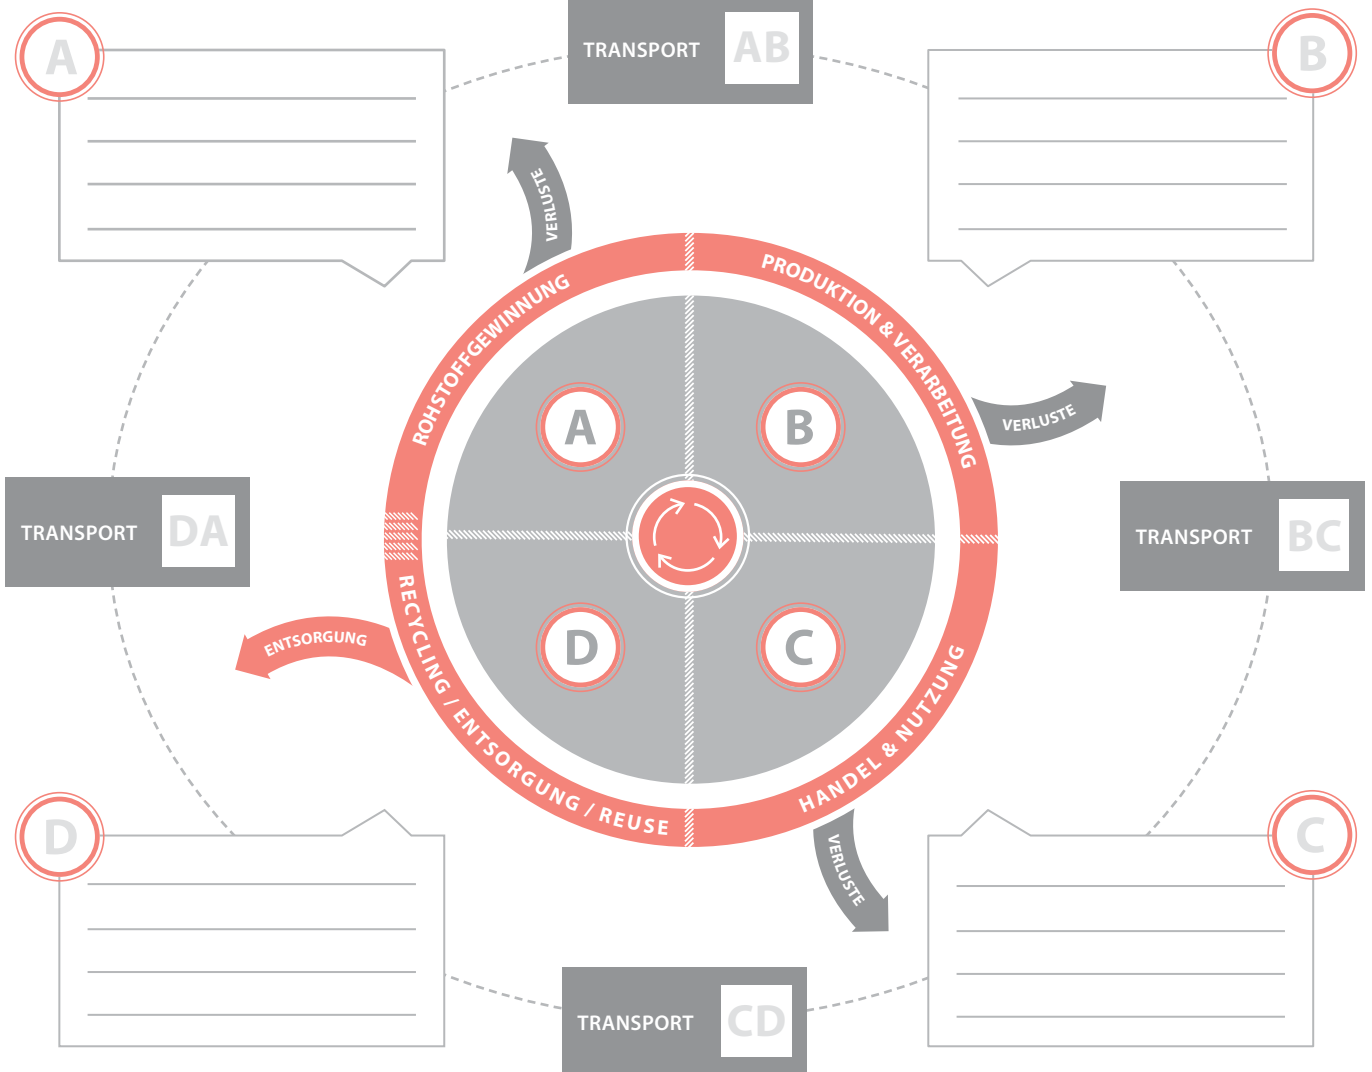 A
TRANSPORT AB
B
VERLUSTE
ROHSTOFFGEWINNUNG
PRODUKTION & VERARBEITUNG
VERLUSTE
A
B
TRANSPORT DA
TRANSPORT BC
ENTSORGUNG
D
C
RECYCLING / ENTSORGUNG / REUSE
HANDEL & NUTZUNG
VERLUSTE
D
C
TRANSPORT CD